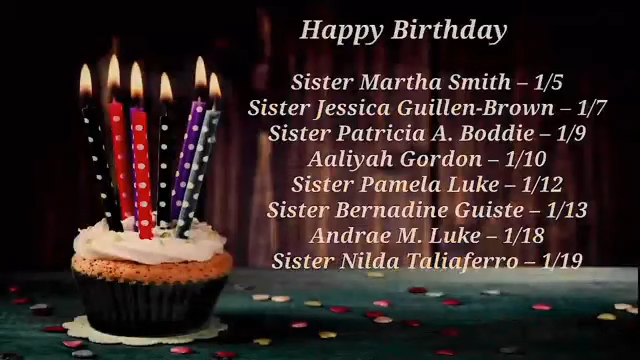 Happy Birthday
Sister Martha Smith – 1/5
Sister Jessica Guillen-Brown – 1/7
Sister Patricia A. Boddie – 1/9
Aaliyah Gordon – 1/10
Sister Pamela Luke – 1/12
Sister Bernadine Guiste – 1/13
Andrae M. Luke – 1/18
Sister Nilda Taliaferro – 1/19